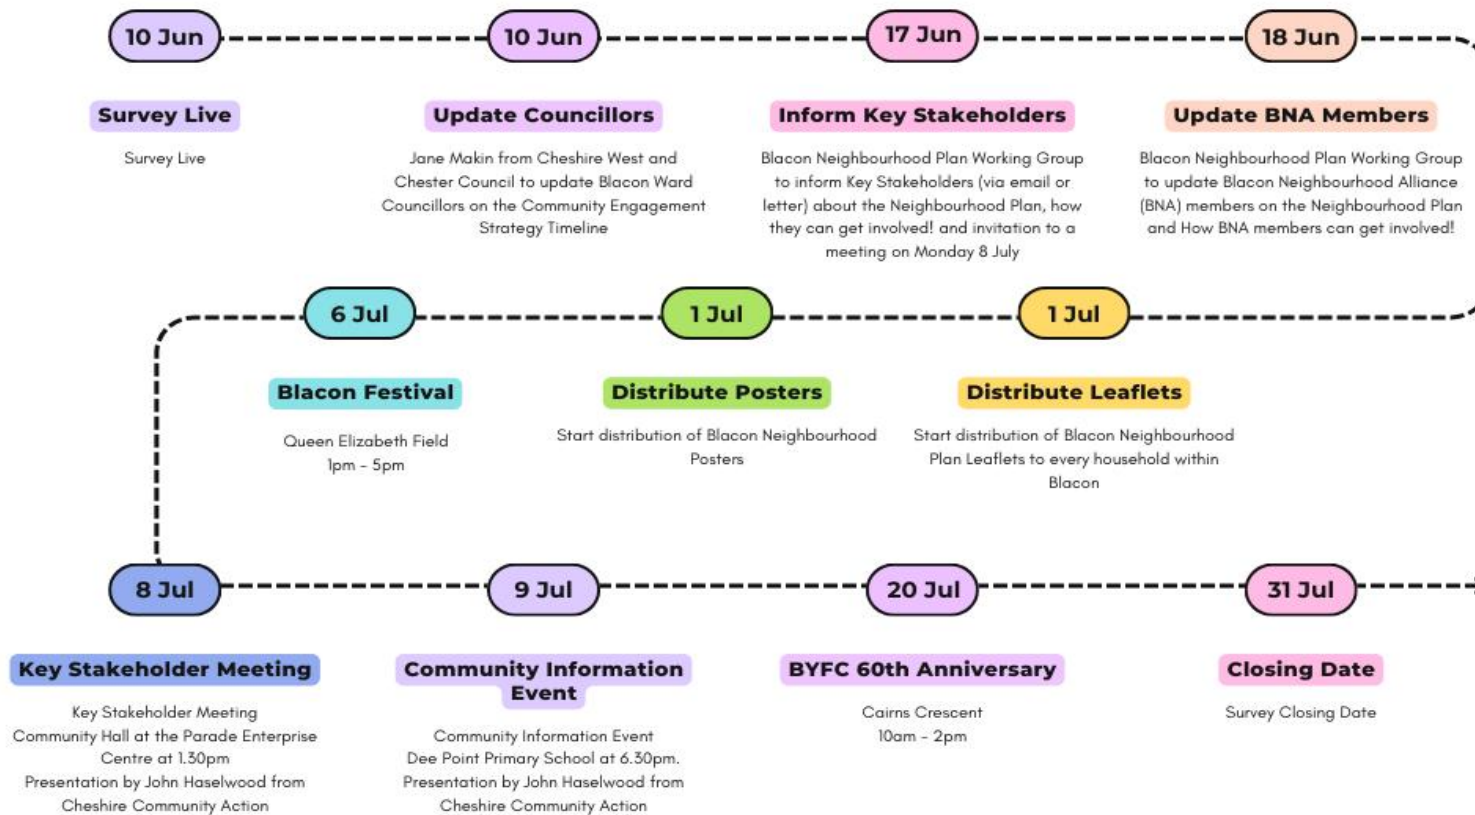 10 Jun
10 Jun
17 Jun
18 Jun
Survey Live
Survey Live
Update Councillors
Jane Makin from Cheshire West and
Chester Council to update Blacon Ward
Councillors on the Community Engagement
Strategy Timeline
Inform Key Stakeholders
Blacon Neighbourhood Plan Working Group
to inform Key Stakeholders (via email or
letter) about the Neighbourhood Plan, how
they can get involved! and invitation to a
meeting on Monday 8 July
Update BNA Members
Blacon Neighbourhood Plan Working Group
to update Blacon Neighbourhood Alliance
(BNA) members on the Neighbourhood Plan
and How BNA members can get involved!
6 Jul
1 Jul
1 Jul
Blacon Festival
Queen Elizabeth Field
1pm - 5pm
Distribute Posters
Start distribution of Blacon Neighbourhood
Posters
Distribute Leaflets
Start distribution of Blacon Neighbourhood
Plan Leaflets to every household within
Blacon
8 Jul
9 Jul
20 Jul
31 Jul
Key Stakeholder Meeting
Key Stakeholder Meeting
Community Hall at the Parade Enterprise
Centre at 1.30pm
Presentation by John Haselwood from
Cheshire Community Action
Community Information
Event
Community Information Event
Dee Point Primary School at 6.30pm.
Presentation by John Haselwood from
Cheshire Community Action
BYFC 60th Anniversary
Cairns Crescent
10am - 2pm
Closing Date
Survey Closing Date